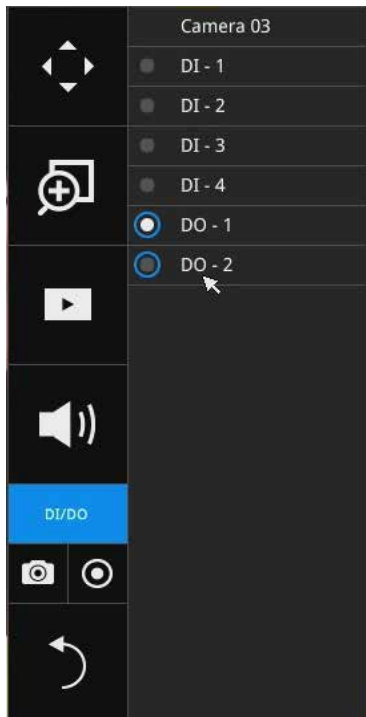 Camera 03
DI - 1
DI - 2
DI - 3
DI - 4
DO - 1
DO - 2
DI/DO